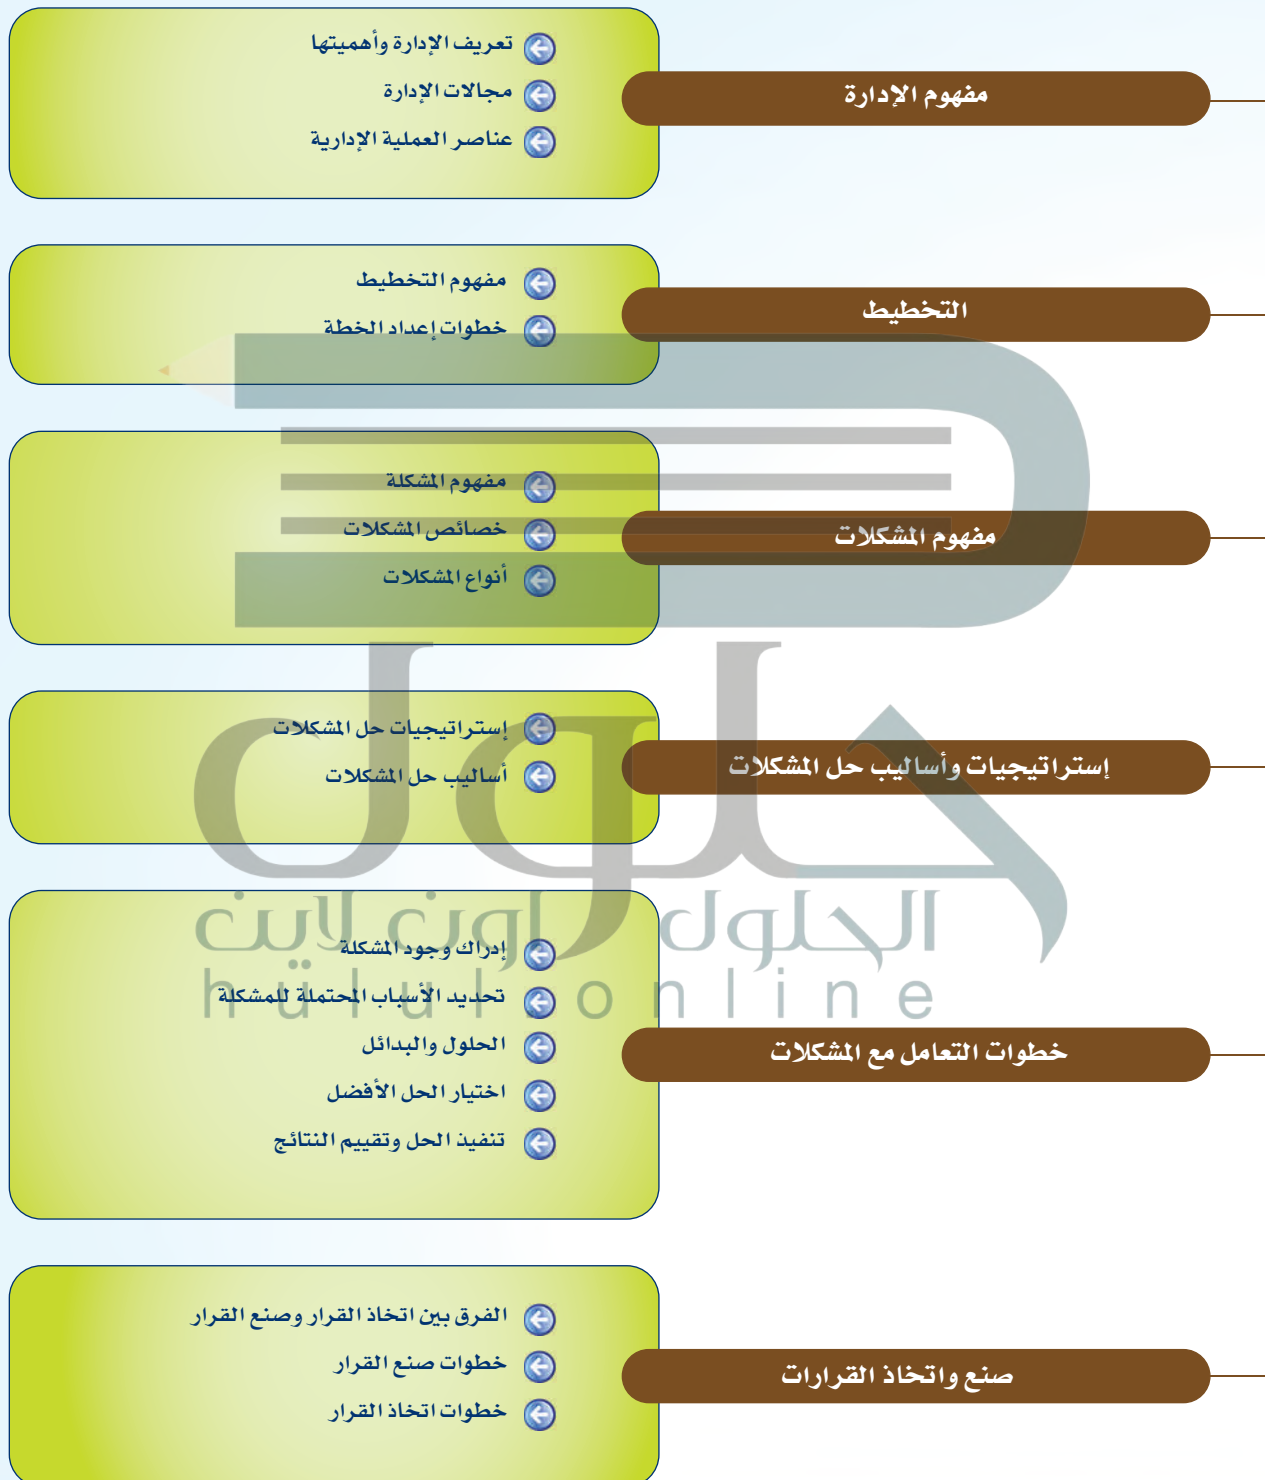 مفهوم الإدارة
تعريف الإدارة وأهميتها
مجالات الإدارة
عناصر العملية الإدارية
التخطيط
مفهوم التخطيط
خطوات إعداد الخطة
مفهوم المشكلات
مفهوم المشكلة
خصائص المشكلات
أنواع المشكلات
إستراتيجيات وأساليب حل المشكلات
إستراتيجيات حل المشكلات
أساليب حل المشكلات
حلول
الحلول اون لاين
hulul online
خطوات التعامل مع المشكلات
إدراك وجود المشكلة
تحديد الأسباب المحتملة للمشكلة
الحلول والبدائل
اختيار الحل الأفضل
تنفيذ الحل وتقييم النتائج
صنع واتخاذ القرارات
الفرق بين اتخاذ القرار وصنع القرار
خطوات صنع القرار
خطوات اتخاذ القرار